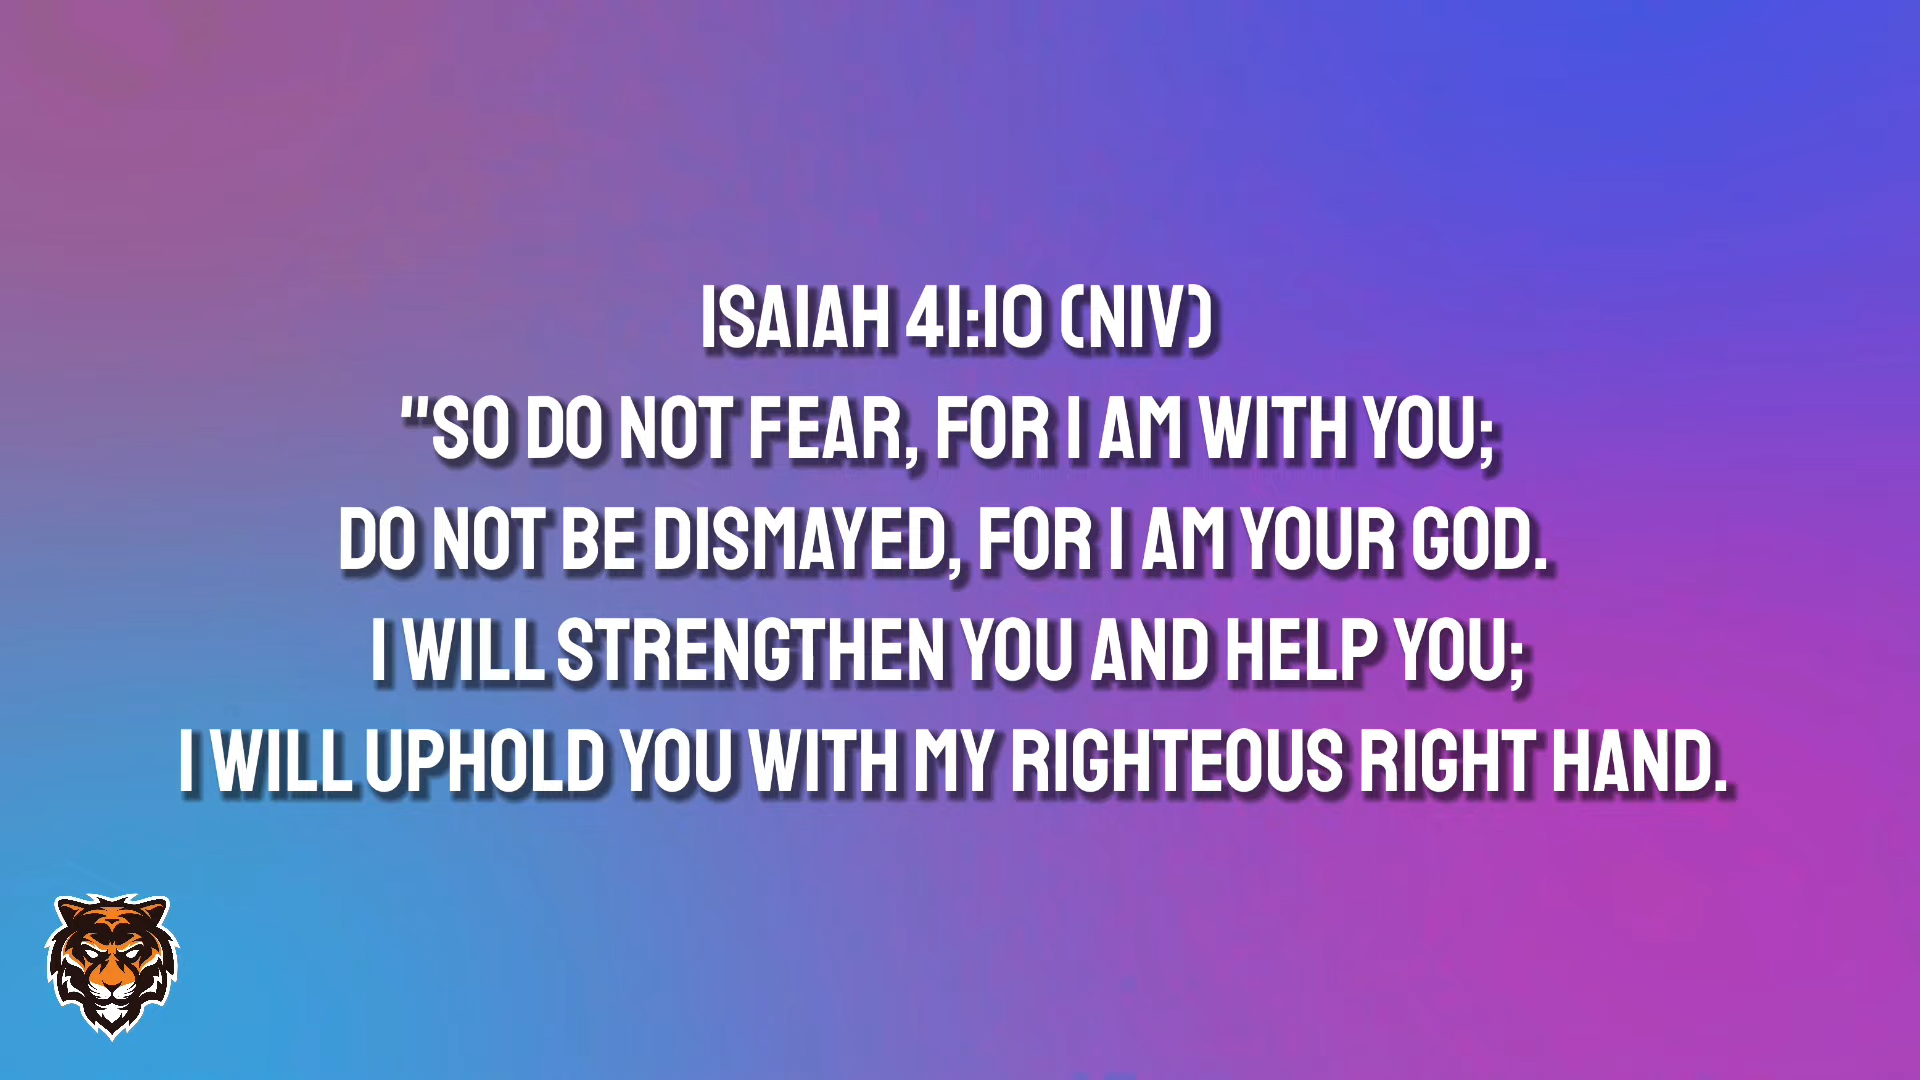 ISAIAH 41:10 (NIV)
"SO DO NOT FEAR, FOR I AM WITH YOU;
DO NOT BE DISMAYED, FOR I AM YOUR GOD.
I WILL STRENGTHEN YOU AND HELP YOU;
I WILL UPHOLD YOU WITH MY RIGHTEOUS RIGHT HAND.